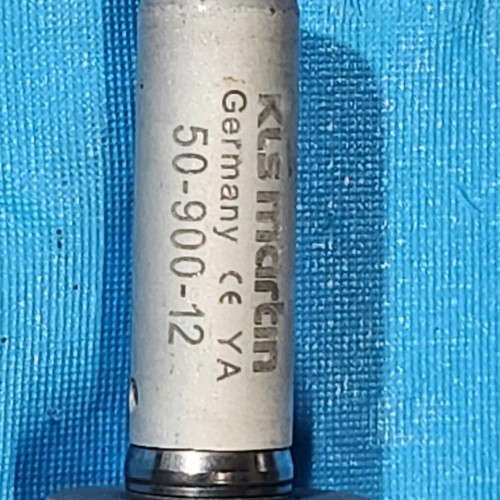 KLS martin
Germany CE YA
50-900-12